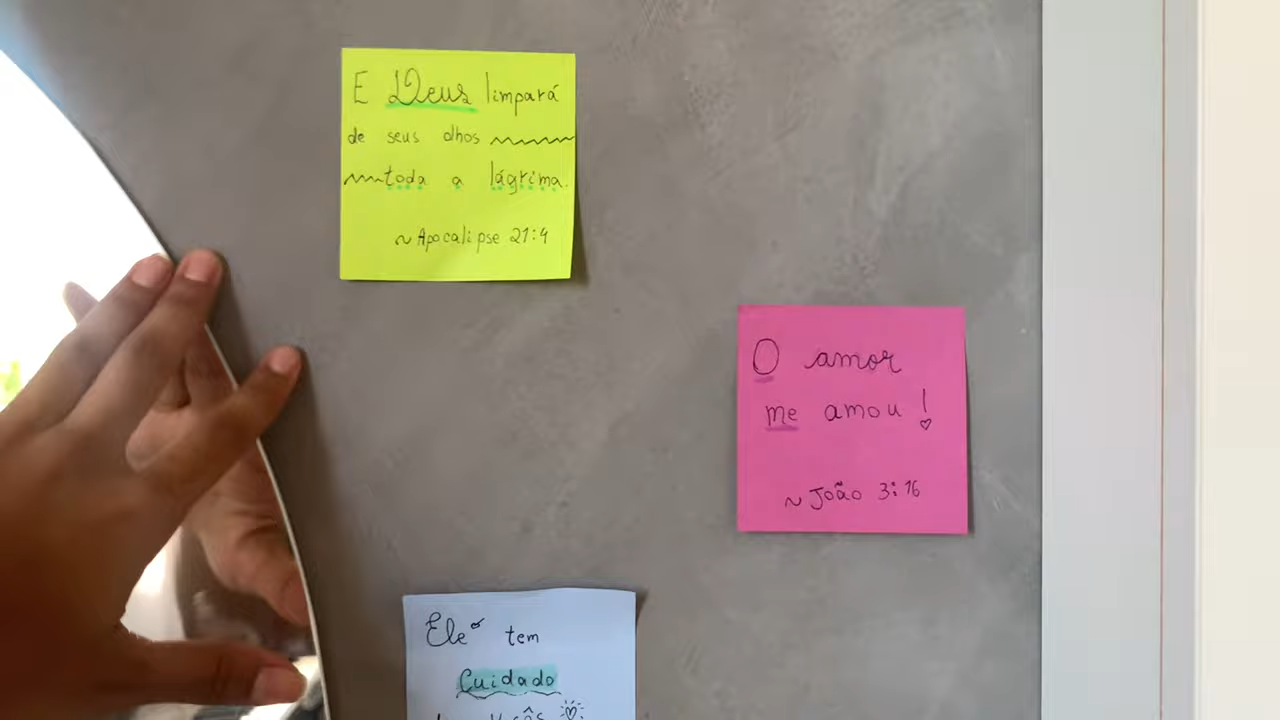 E Deus limpará
de seus olhos
toda a lágrima.
~ Apocalipse 21:4
O amor
me amou!
~ João 3:16
Ele tem
Cuidado